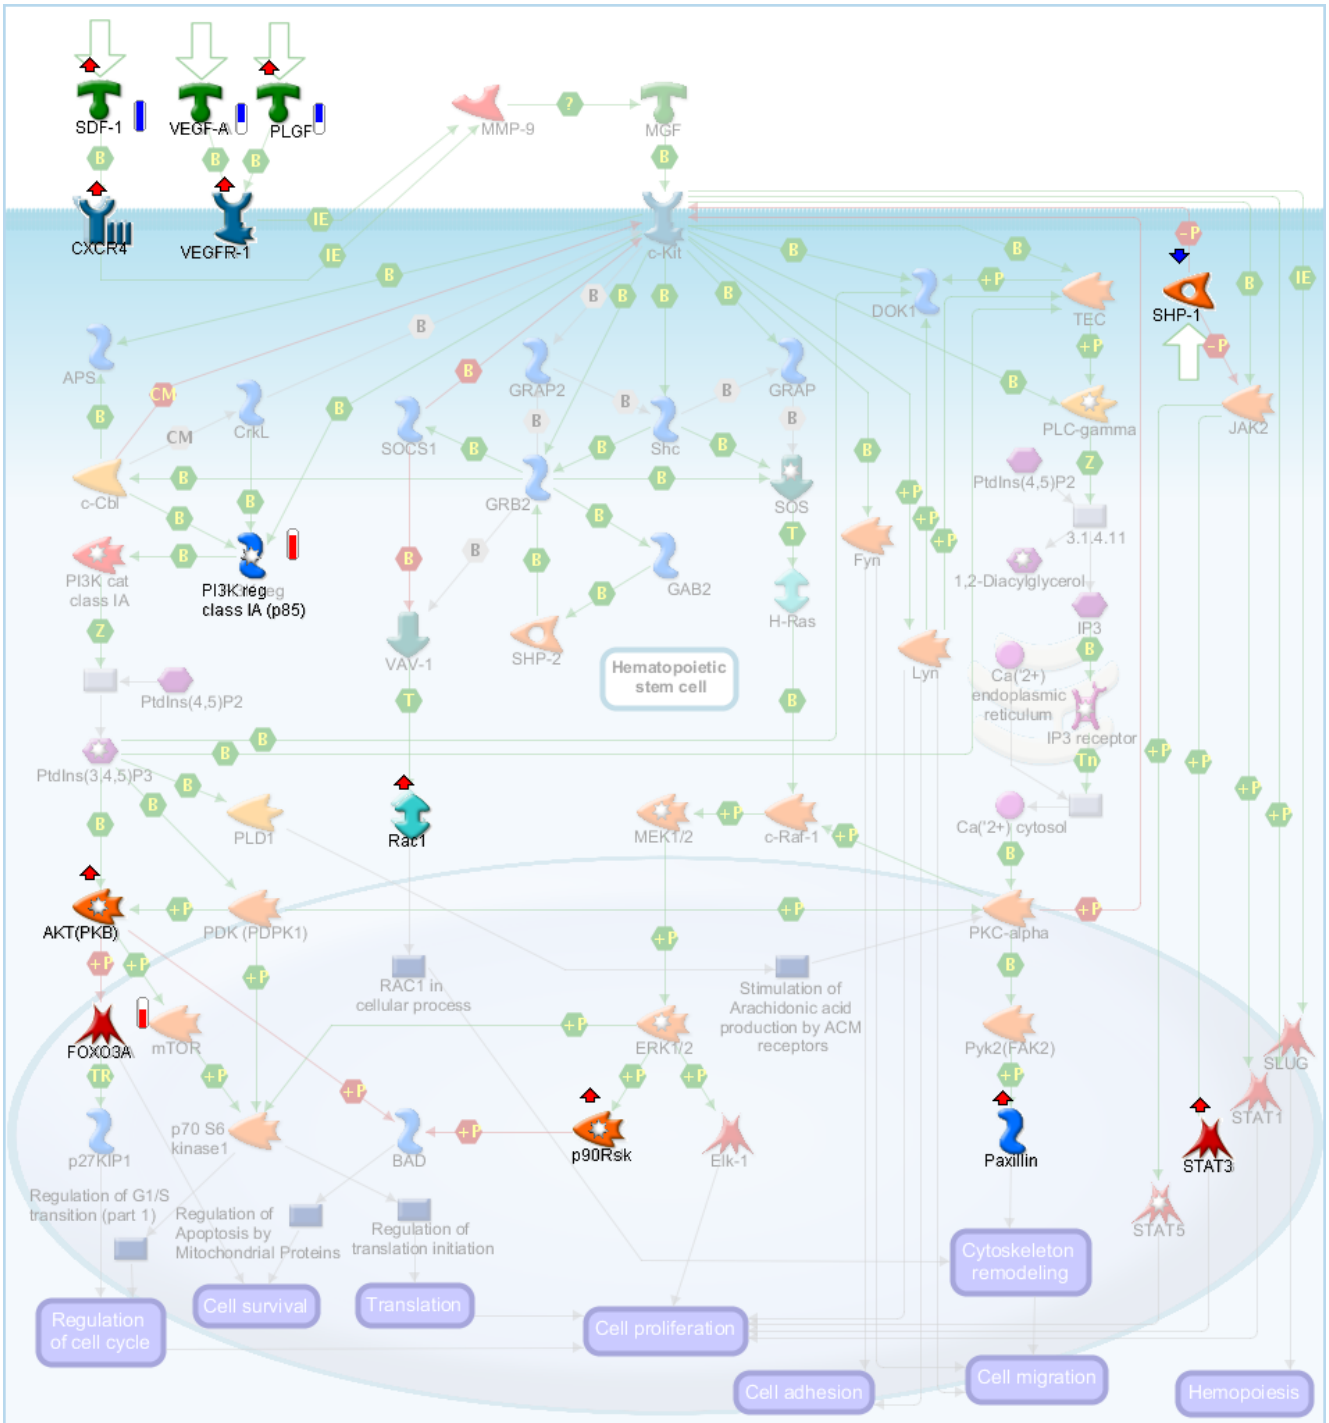 SDF-1
VEGF-A
PLGF
MMP-9
?
MGF
B
B
B
B
CXCR4
VEGFR-1
IE
IE
c-Kit
B
B
B
B
B
B
B
B
+P
-P
B
IE
DOK1
TEC
SHP-1
-P
+P
APS
CM
B
CM
CrkL
B
B
SOCS1
GRAP2
B
B
B
GRAP
B
Shc
B
PLC-gamma
JAK2
c-Cbl
B
B
B
B
GRB2
B
B
B
SOS
B
Z
PtdIns(4,5)P2
3.1.4.11
+P
+P
+P
Fyn
PI3K cat
class IA
B
PI3K reg
class IA (p85)
B
B
B
B
B
GAB2
T
H-Ras
1,2-Diacylglycerol
IP3
B
Z
VAV-1
SHP-2
Hematopoietic
stem cell
Lyn
Ca('2+)
endoplasmic
reticulum
IP3 receptor
Tn
PtdIns(4,5)P2
T
B
PtdIns(3,4,5)P3
B
B
B
B
B
PLD1
Rac1
MEK1/2
+P
c-Raf-1
+P
Ca('2+) cytosol
B
+P
+P
+P
+P
AKT(PKB)
+P
PDK (PDPK1)
+P
PKC-alpha
+P
+P
+P
+P
+P
B
RAC1 in
cellular process
Stimulation of
Arachidonic acid
production by ACM
receptors
FOXO3A
mTOR
+P
ERK1/2
Pyk2(FAK2)
SLUG
TR
+P
+P
+P
+P
+P
STAT1
p27KIP1
p70 S6
kinase1
BAD
+P
p90Rsk
Elk-1
Paxillin
STAT3
Regulation of G1/S
transition (part 1)
Regulation of
Apoptosis by
Mitochondrial Proteins
Regulation of
translation initiation
STAT5
Cytoskeleton
remodeling
Regulation
of cell cycle
Cell survival
Translation
Cell proliferation
Cell adhesion
Cell migration
Hemopoiesis